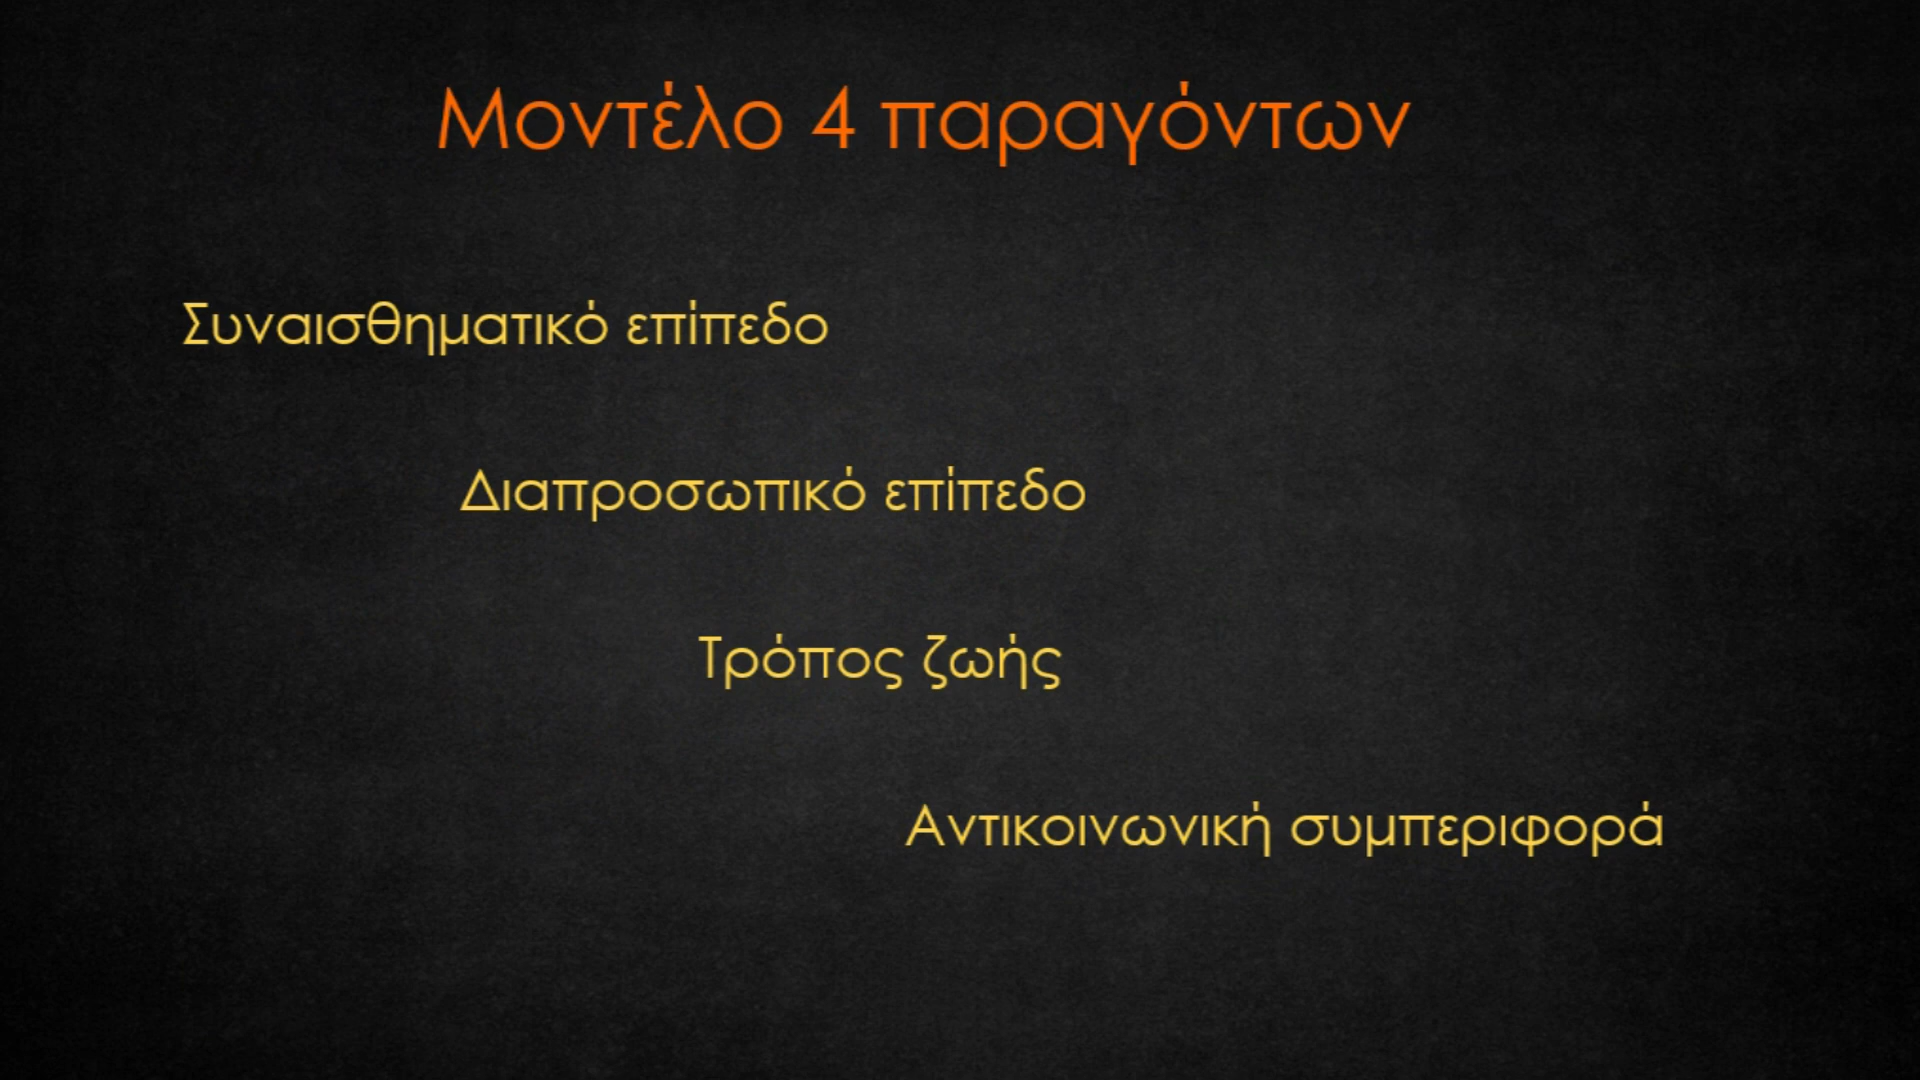 Μοντέλο 4 παραγόντων
Συναισθηματικό επίπεδο
Διαπροσωπικό επίπεδο
Τρόπος ζωής
Αντικοινωνική συμπεριφορά